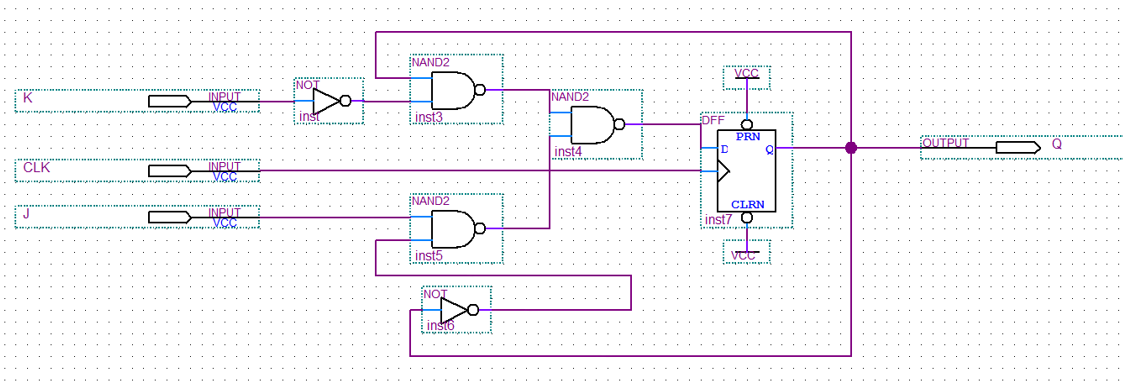 K
INPUT
VCC
NOT
inst
NAND2
inst3
NAND2
inst4
VCC
DFF
PRN
D
Q
CLRN
inst7
VCC
OUTPUT
Q
CLK
INPUT
VCC
J
INPUT
VCC
NAND2
inst5
NOT
inst6